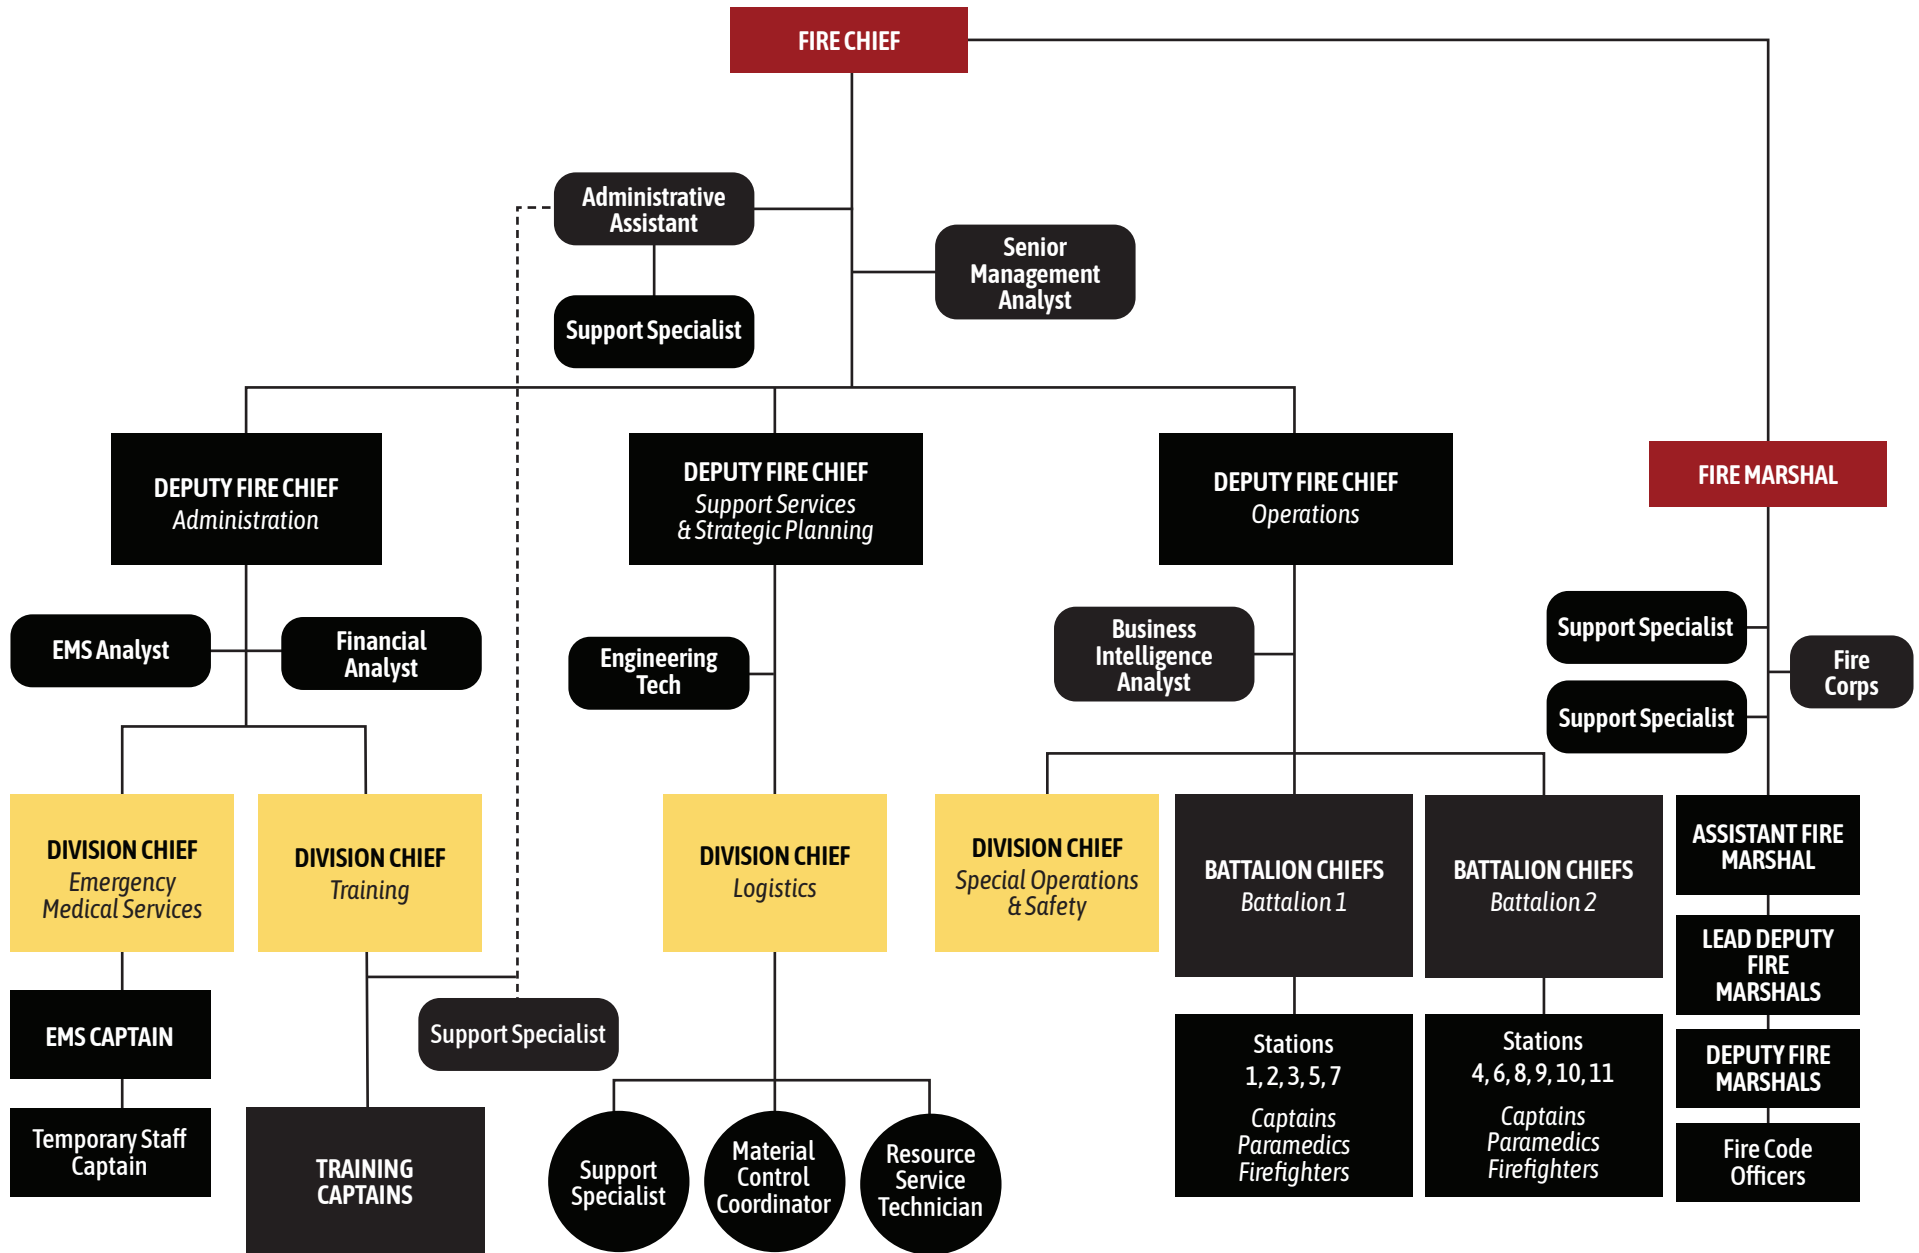 FIRE CHIEF
Administrative
Assistant
Senior
Management
Analyst
Support Specialist
DEPUTY FIRE CHIEF
Administration
DEPUTY FIRE CHIEF
Support Services
& Strategic Planning
DEPUTY FIRE CHIEF
Operations
FIRE MARSHAL
EMS Analyst
Financial
Analyst
Engineering
Tech
Business
Intelligence
Analyst
Support Specialist
Fire
Corps
Support Specialist
DIVISION CHIEF
Emergency
Medical Services
DIVISION CHIEF
Training
DIVISION CHIEF
Logistics
DIVISION CHIEF
Special Operations
& Safety
BATTALION CHIEFS
Battalion 1
BATTALION CHIEFS
Battalion 2
ASSISTANT FIRE
MARSHAL
LEAD DEPUTY
FIRE
MARSHALS
EMS CAPTAIN
Support Specialist
Stations
1, 2, 3, 5, 7
Captains
Paramedics
Firefighters
Stations
4, 6, 8, 9, 10, 11
Captains
Paramedics
Firefighters
DEPUTY FIRE
MARSHALS
Temporary Staff
Captain
TRAINING
CAPTAINS
Support
Specialist
Material
Control
Coordinator
Resource
Service
Technician
Fire Code
Officers